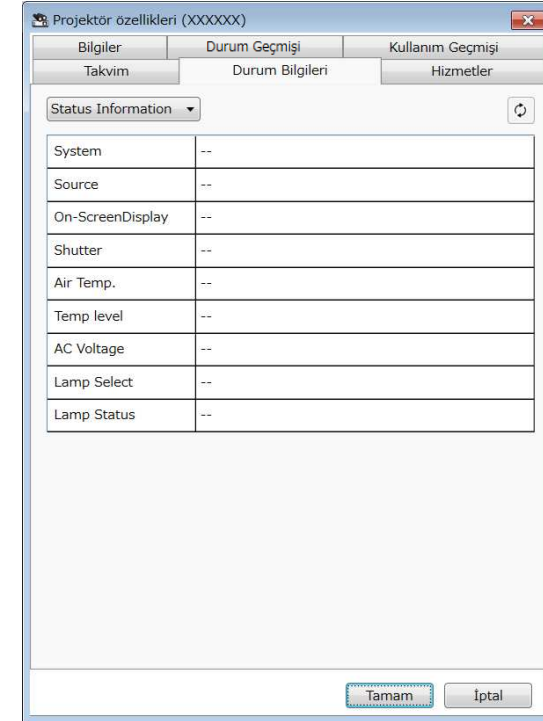 Projektör özellikleri (XXXXXX)
Bilgiler Durum Geçmişi Kullanım Geçmişi
Takvim Durum Bilgileri Hizmetler
Status Information
System --
Source --
On-ScreenDisplay --
Shutter --
Air Temp. --
Temp level --
AC Voltage --
Lamp Select --
Lamp Status --
Tamam İptal